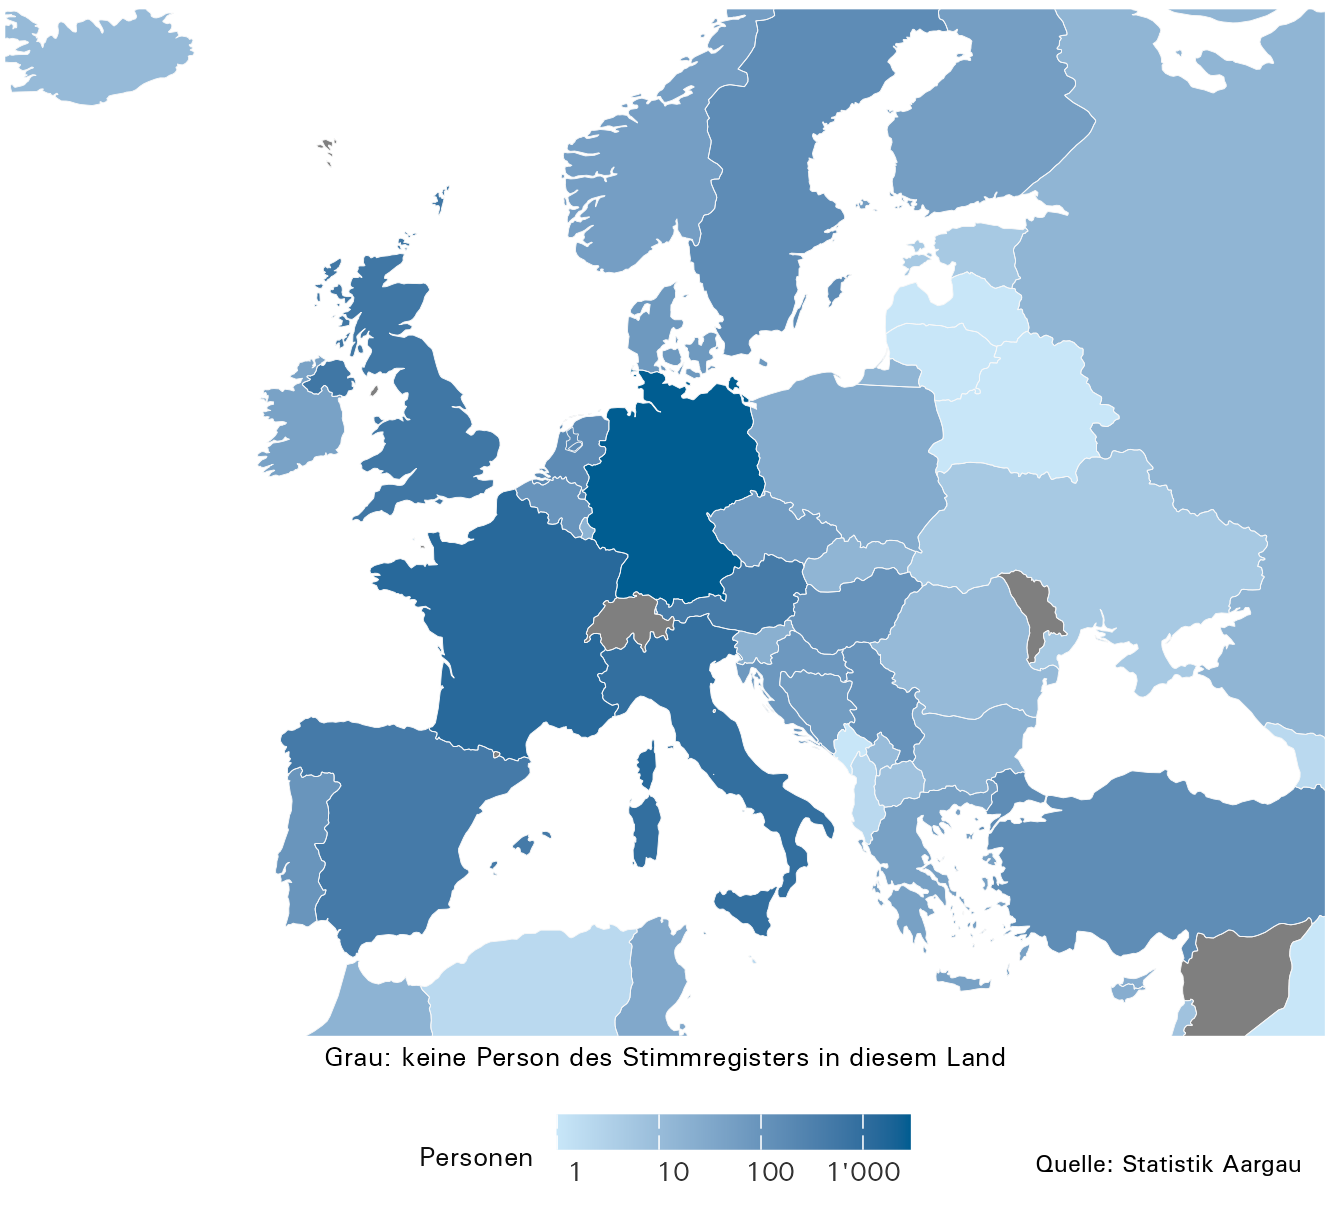 Grau: keine Person des Stimmregisters in diesem Land
Personen
1 10 100 1'000
Quelle: Statistik Aargau